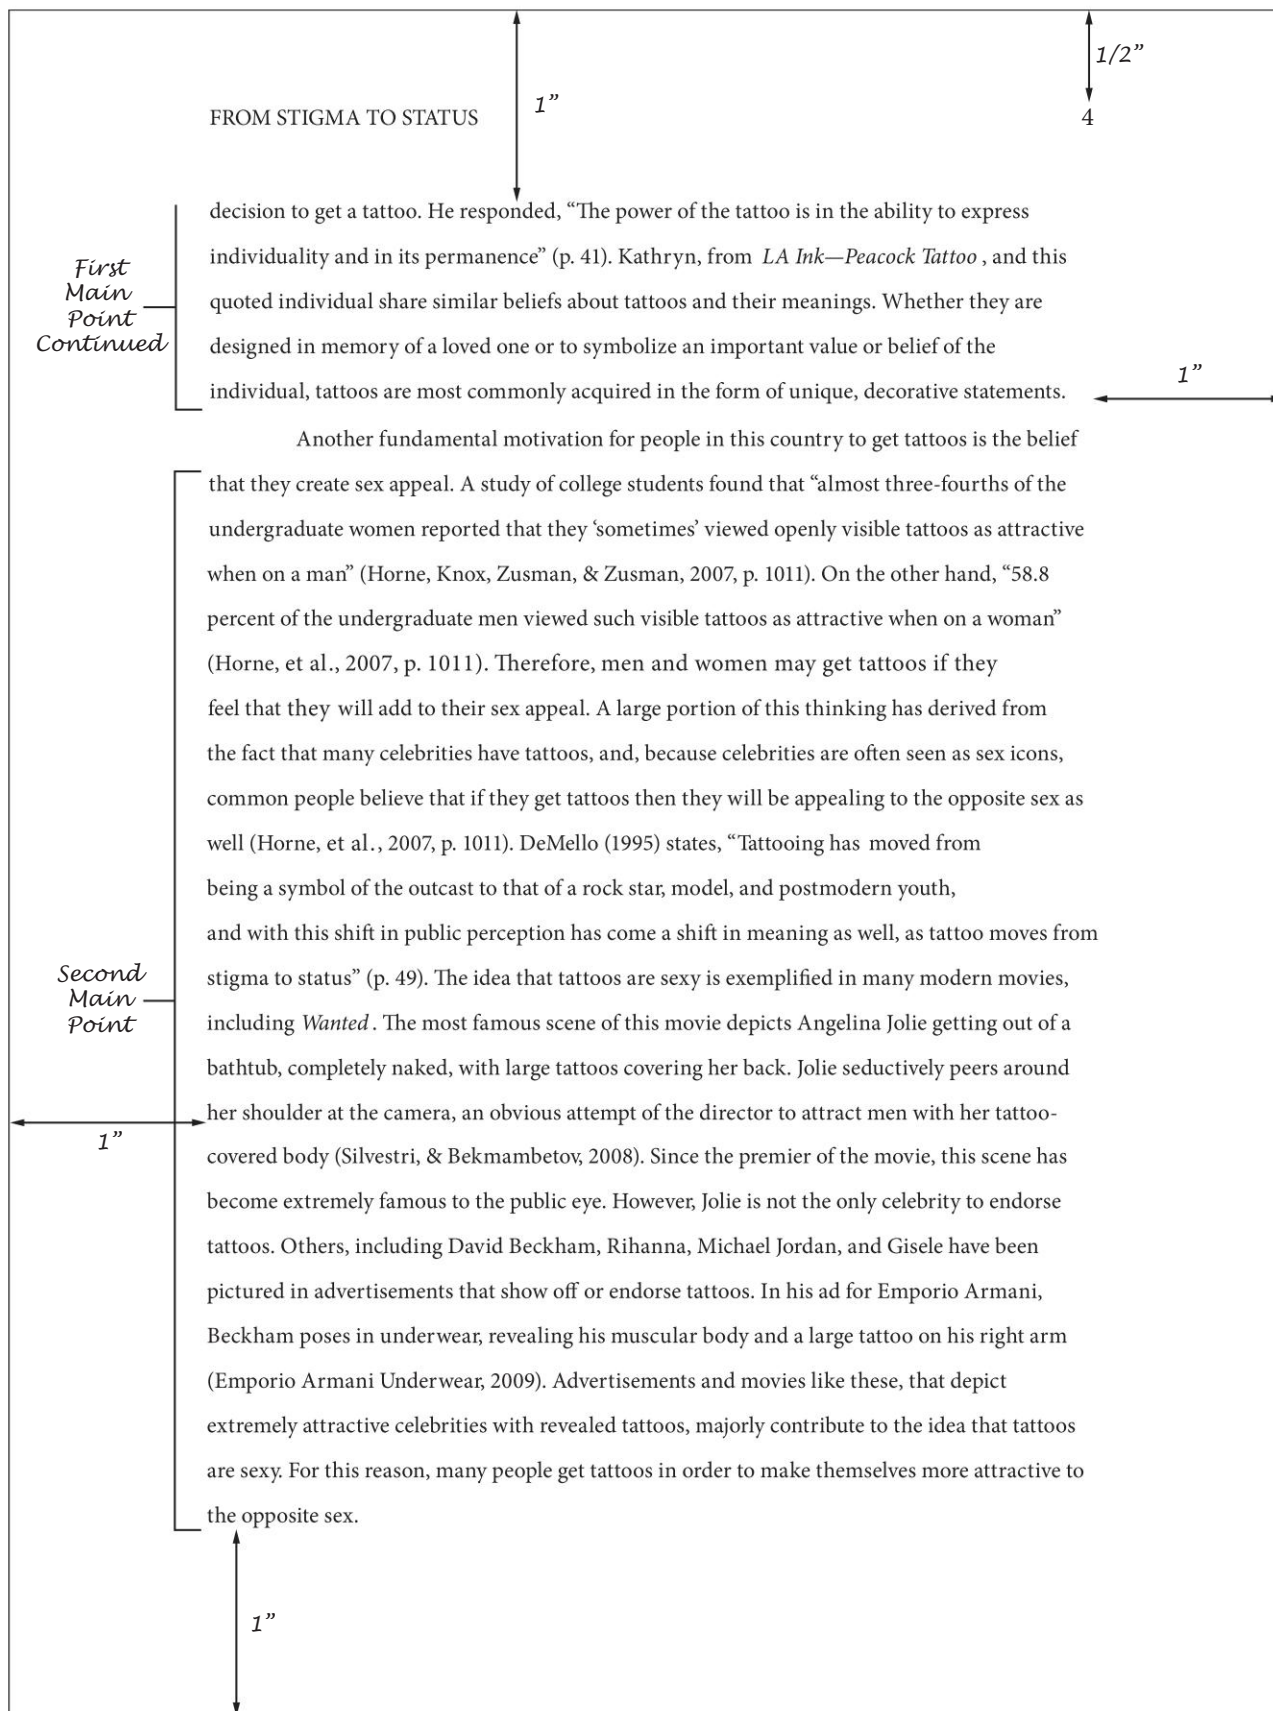 1/2”
1”
FROM STIGMA TO STATUS 4
decision to get a tattoo. He responded, “The power of the tattoo is in the ability to express
individuality and in its permanence” (p. 41). Kathryn, from LA Ink—Peacock Tattoo, and this
quoted individual share similar beliefs about tattoos and their meanings. Whether they are
designed in memory of a loved one or to symbolize an important value or belief of the
individual, tattoos are most commonly acquired in the form of unique, decorative statements.
First
Main
Point
Continued
1”
Another fundamental motivation for people in this country to get tattoos is the belief
that they create sex appeal. A study of college students found that “almost three-fourths of the
undergraduate women reported that they ‘sometimes’ viewed openly visible tattoos as attractive
when on a man” (Horne, Knox, Zusman, & Zusman, 2007, p. 1011). On the other hand, “58.8
percent of the undergraduate men viewed such visible tattoos as attractive when on a woman”
(Horne, et al., 2007, p. 1011). Therefore, men and women may get tattoos if they
feel that they will add to their sex appeal. A large portion of this thinking has derived from
the fact that many celebrities have tattoos, and, because celebrities are often seen as sex icons,
common people believe that if they get tattoos then they will be appealing to the opposite sex as
well (Horne, et al., 2007, p. 1011). DeMello (1995) states, “Tattooing has moved from
being a symbol of the outcast to that of a rock star, model, and postmodern youth,
and with this shift in public perception has come a shift in meaning as well, as tattoo moves from
stigma to status” (p. 49). The idea that tattoos are sexy is exemplified in many modern movies,
including Wanted. The most famous scene of this movie depicts Angelina Jolie getting out of a
bathtub, completely naked, with large tattoos covering her back. Jolie seductively peers around
her shoulder at the camera, an obvious attempt of the director to attract men with her tattoo-
covered body (Silvestri, & Bekmambetov, 2008). Since the premier of the movie, this scene has
become extremely famous to the public eye. However, Jolie is not the only celebrity to endorse
tattoos. Others, including David Beckham, Rihanna, Michael Jordan, and Gisele have been
pictured in advertisements that show off or endorse tattoos. In his ad for Emporio Armani,
Beckham poses in underwear, revealing his muscular body and a large tattoo on his right arm
(Emporio Armani Underwear, 2009). Advertisements and movies like these, that depict
extremely attractive celebrities with revealed tattoos, majorly contribute to the idea that tattoos
are sexy. For this reason, many people get tattoos in order to make themselves more attractive to
the opposite sex.
Second
Main
Point
1”
1”